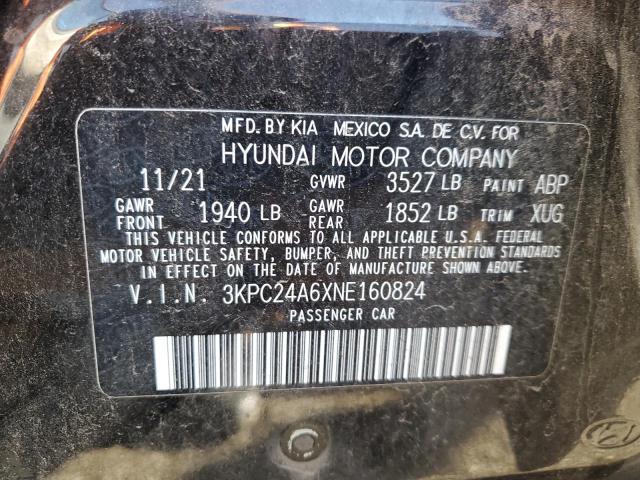 MFD. BY KIA MEXICO S.A. DE C.V. FOR
HYUNDAI MOTOR COMPANY
11/21 GVWR 3527 LB PAINT ABP
GAWR FRONT 1940 LB GAWR REAR 1852 LB TRIM XUG
THIS VEHICLE CONFORMS TO ALL APPLICABLE U.S.A. FEDERAL
MOTOR VEHICLE SAFETY, BUMPER, AND THEFT PREVENTION STANDARDS
IN EFFECT ON THE DATE OF MANUFACTURE SHOWN ABOVE.
V.I.N. 3KPC24A6XNE160824
PASSENGER CAR